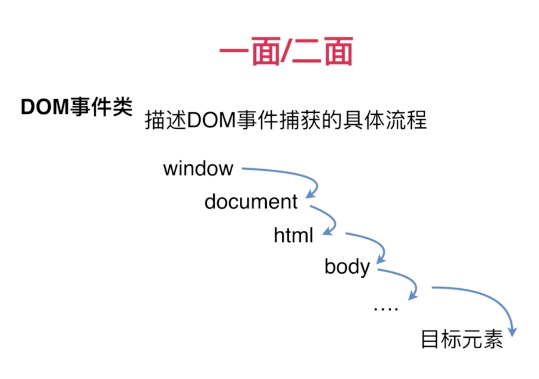 一面/二面
DOM事件类 描述DOM事件捕获的具体流程
window
document
html
body
....
目标元素